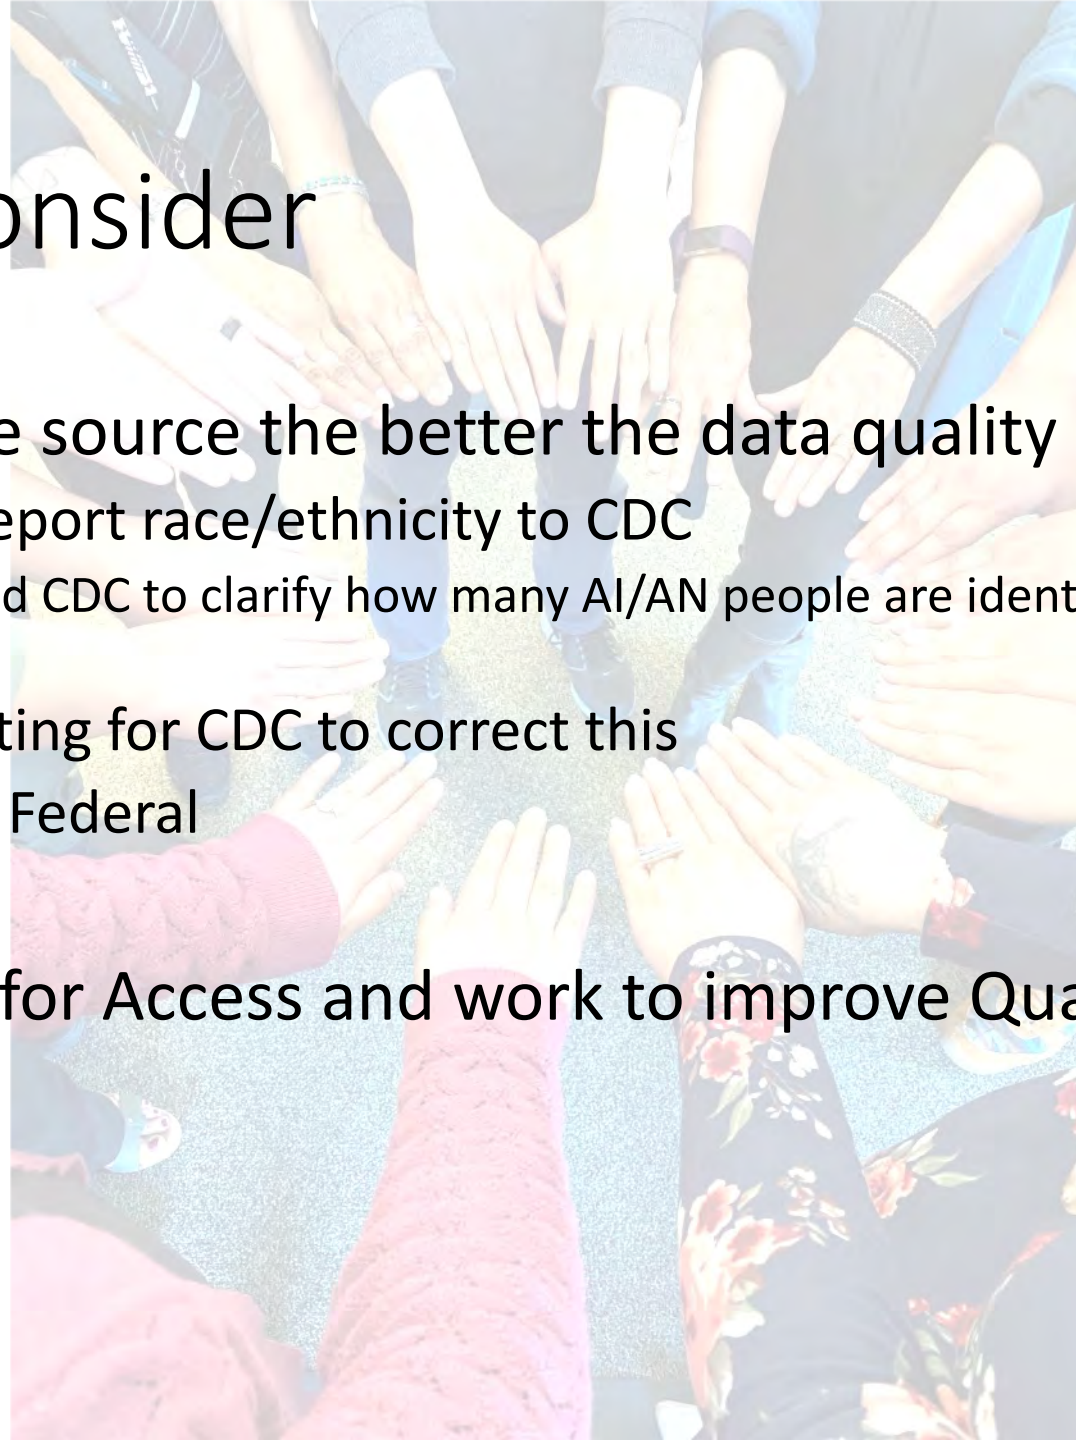 onsider
e source the better the data quality
eport race/ethnicity to CDC
d CDC to clarify how many AI/AN people are ident
ting for CDC to correct this
Federal
for Access and work to improve Qua